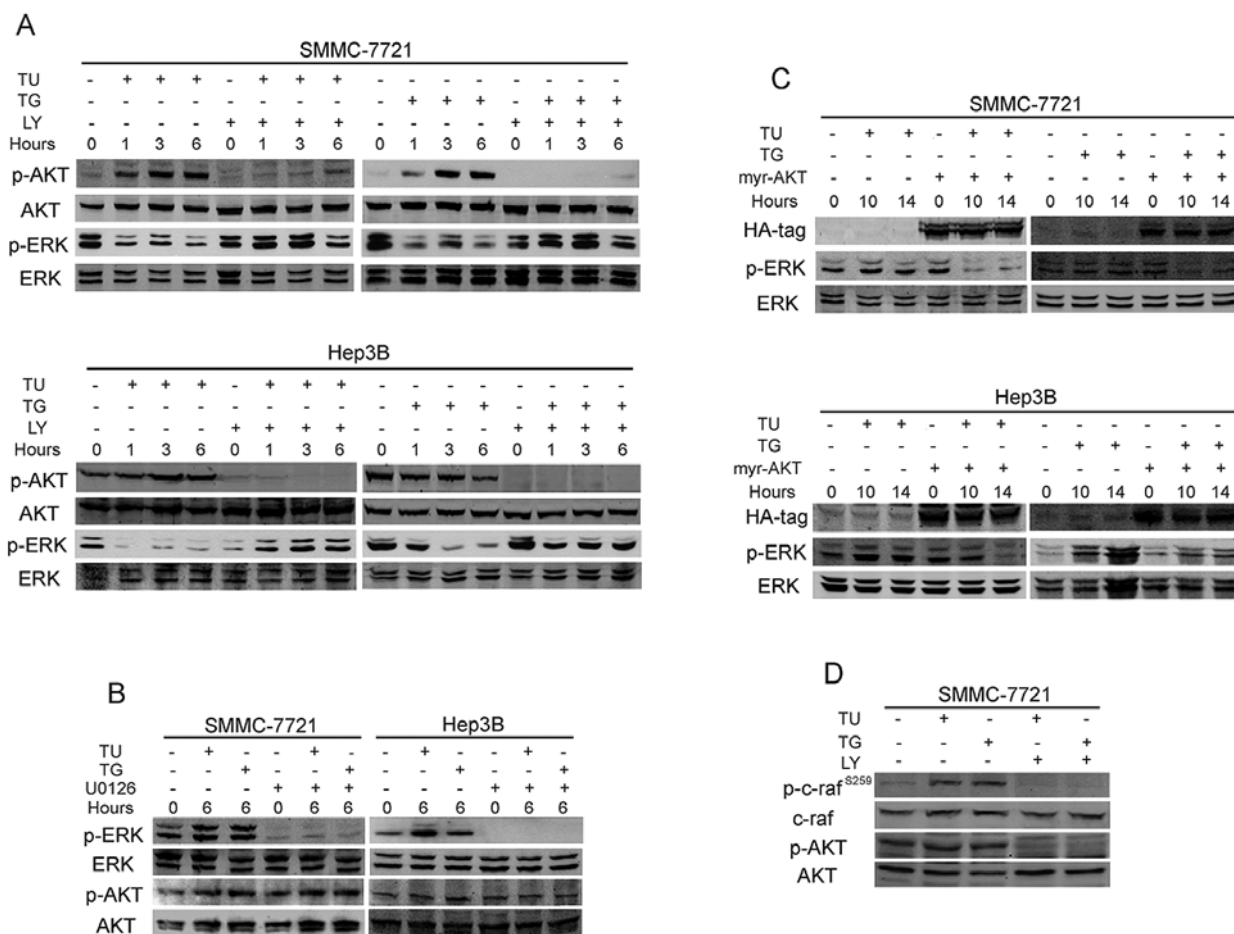 A
SMMC-7721
TU - + + + - + + + - - - - - - - -
TG - - - - - - - - - + + + - + + +
LY - - - - + + + + - - - - + + + +
Hours 0 1 3 6 0 1 3 6 0 1 3 6 0 1 3 6
p-AKT
AKT
p-ERK
ERK
Hep3B
TU - + + + - + + + - - - - - - - -
TG - - - - - - - - - + + + - + + +
LY - - - - + + + + - - - - + + + +
Hours 0 1 3 6 0 1 3 6 0 1 3 6 0 1 3 6
p-AKT
AKT
p-ERK
ERK
B
SMMC-7721 Hep3B
TU - + - - + - - + - - + -
TG - - + - - + - - + - - +
U0126 - - - + + + - - - + + +
Hours 0 6 6 0 6 6 0 6 6 0 6 6
p-ERK
ERK
p-AKT
AKT
C
SMMC-7721
TU - + + - + + - - - - - -
TG - - - - - - - + + - + +
myr-AKT - - - + + + - - - + + +
Hours 0 10 14 0 10 14 0 10 14 0 10 14
HA-tag
p-ERK
ERK
Hep3B
TU - + + - + + - - - - - -
TG - - - - - - - + + - + +
myr-AKT - - - + + + - - - + + +
Hours 0 10 14 0 10 14 0 10 14 0 10 14
HA-tag
p-ERK
ERK
D
SMMC-7721
TU - + - + -
TG - - + - +
LY - - - + +
p-c-raf S259
c-raf
p-AKT
AKT